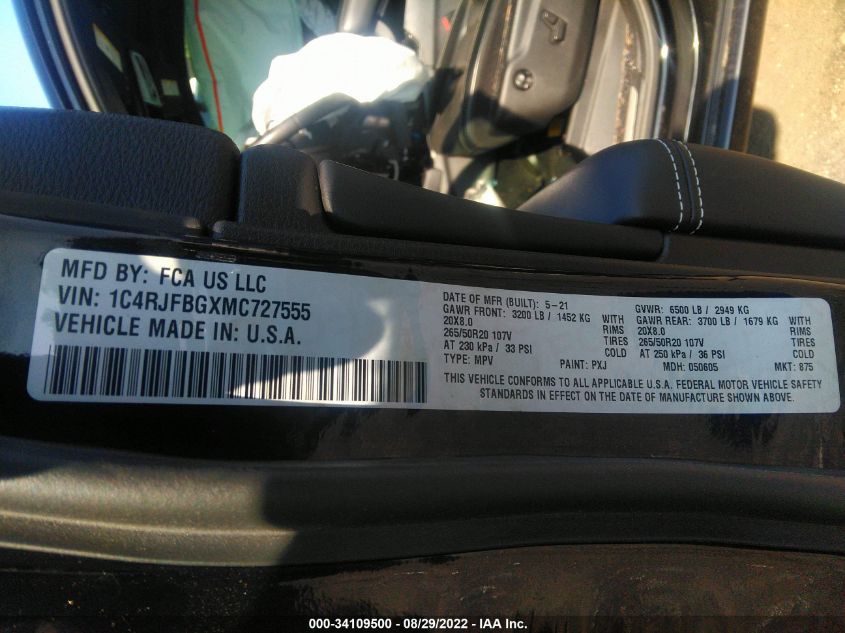 MFD BY: FCA US LLC
VIN: 1C4RJFBGXMC727555
VEHICLE MADE IN: U.S.A.
DATE OF MFR (BUILT): 5-21 GVWR: 6500 LB / 2949 KG
GAWR FRONT: 3200 LB / 1452 KG WITH GAWR REAR: 3700 LB / 1679 KG WITH
20X8.0 RIMS 20X8.0 RIMS
265/50R20 107V TIRES 265/50R20 107V TIRES
AT 230 kPa / 33 PSI COLD AT 250 kPa / 36 PSI COLD
TYPE: MPV PAINT: PXJ MDH: 050605 MKT: 875
THIS VEHICLE CONFORMS TO ALL APPLICABLE U.S.A. FEDERAL MOTOR VEHICLE SAFETY
STANDARDS IN EFFECT ON THE DATE OF MANUFACTURE SHOWN ABOVE.
000-34109500 - 08/29/2022 - IAA Inc.